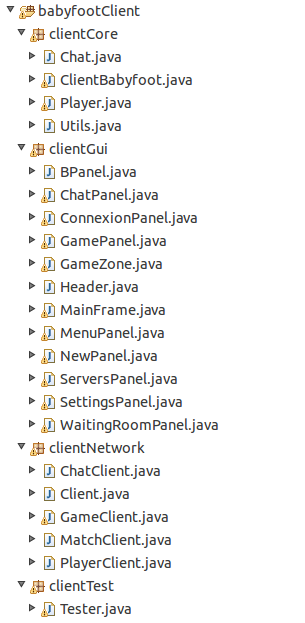 babyfootClient
clientCore
Chat.java
ClientBabyfoot.java
Player.java
Utils.java
clientGui
BPanel.java
ChatPanel.java
ConnexionPanel.java
GamePanel.java
GameZone.java
Header.java
MainFrame.java
MenuPanel.java
NewPanel.java
ServersPanel.java
SettingsPanel.java
WaitingRoomPanel.java
clientNetwork
ChatClient.java
Client.java
GameClient.java
MatchClient.java
PlayerClient.java
clientTest
Tester.java